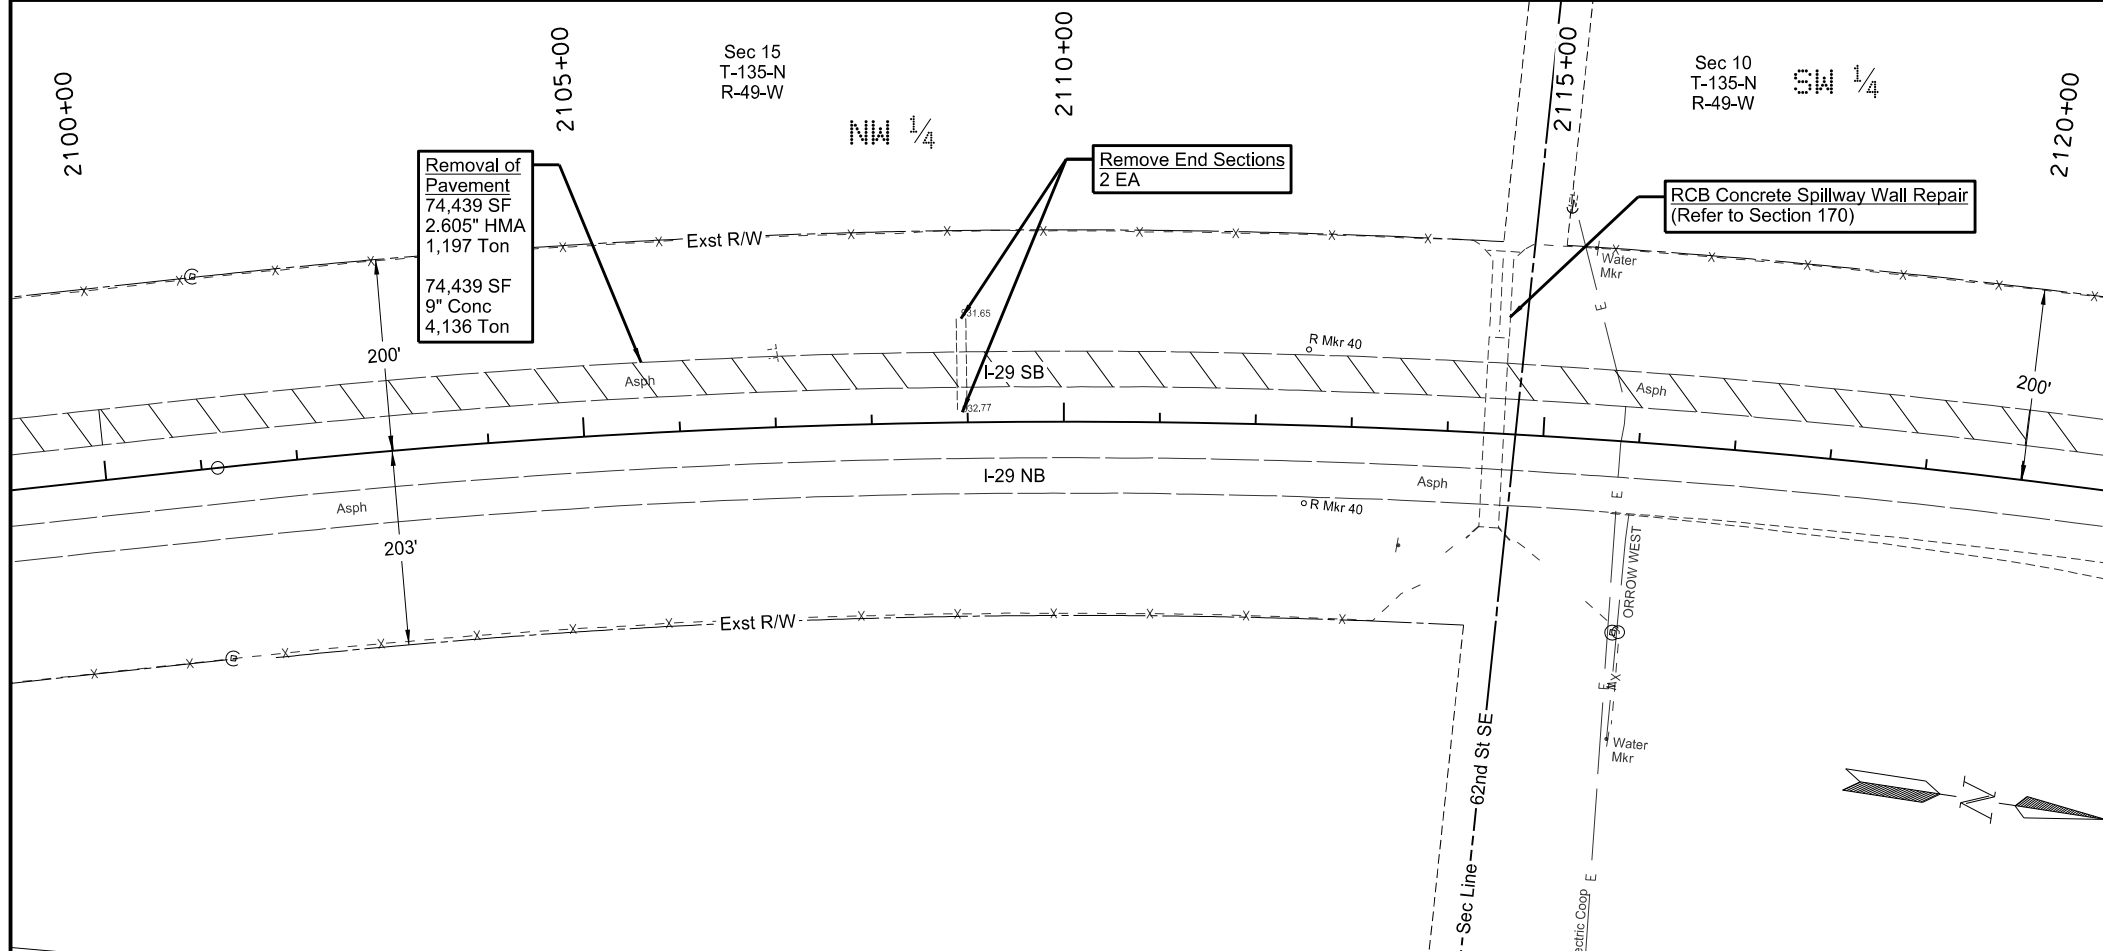 2100+00
2105+00
2110+00
2115+00
2120+00
Sec 15
T-135-N
R-49-W
NW 1/4
Sec 10
T-135-N
R-49-W
SW 1/4
Removal of
Pavement
74,439 SF
2.605" HMA
1,197 Ton
74,439 SF
9" Conc
4,136 Ton
Remove End Sections
2 EA
RCB Concrete Spillway Wall Repair
(Refer to Section 170)
Exst R/W
Water
Mkr
E
931.65
R Mkr 40
200'
I-29 SB
Asph
Asph
200'
932.77
I-29 NB
Asph
Asph
R Mkr 40
E
203'
ORROW WEST
Exst R/W
E
Water
Mkr
62nd St SE
Sec Line
E
ectric Coop
N